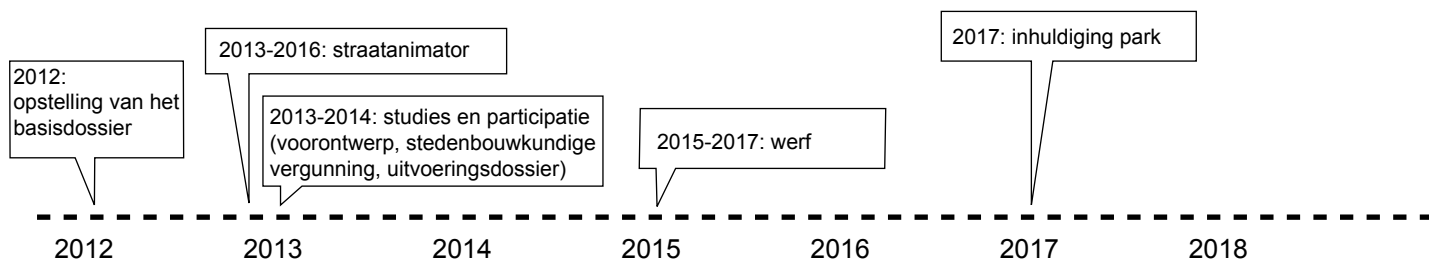 2012:
opstelling van het
basisdossier
2013-2016: straatanimator
2013-2014: studies en participatie
(voorontwerp, stedenbouwkundige
vergunning, uitvoeringsdossier)
2015-2017: werf
2017: inhuldiging park
2012 2013 2014 2015 2016 2017 2018